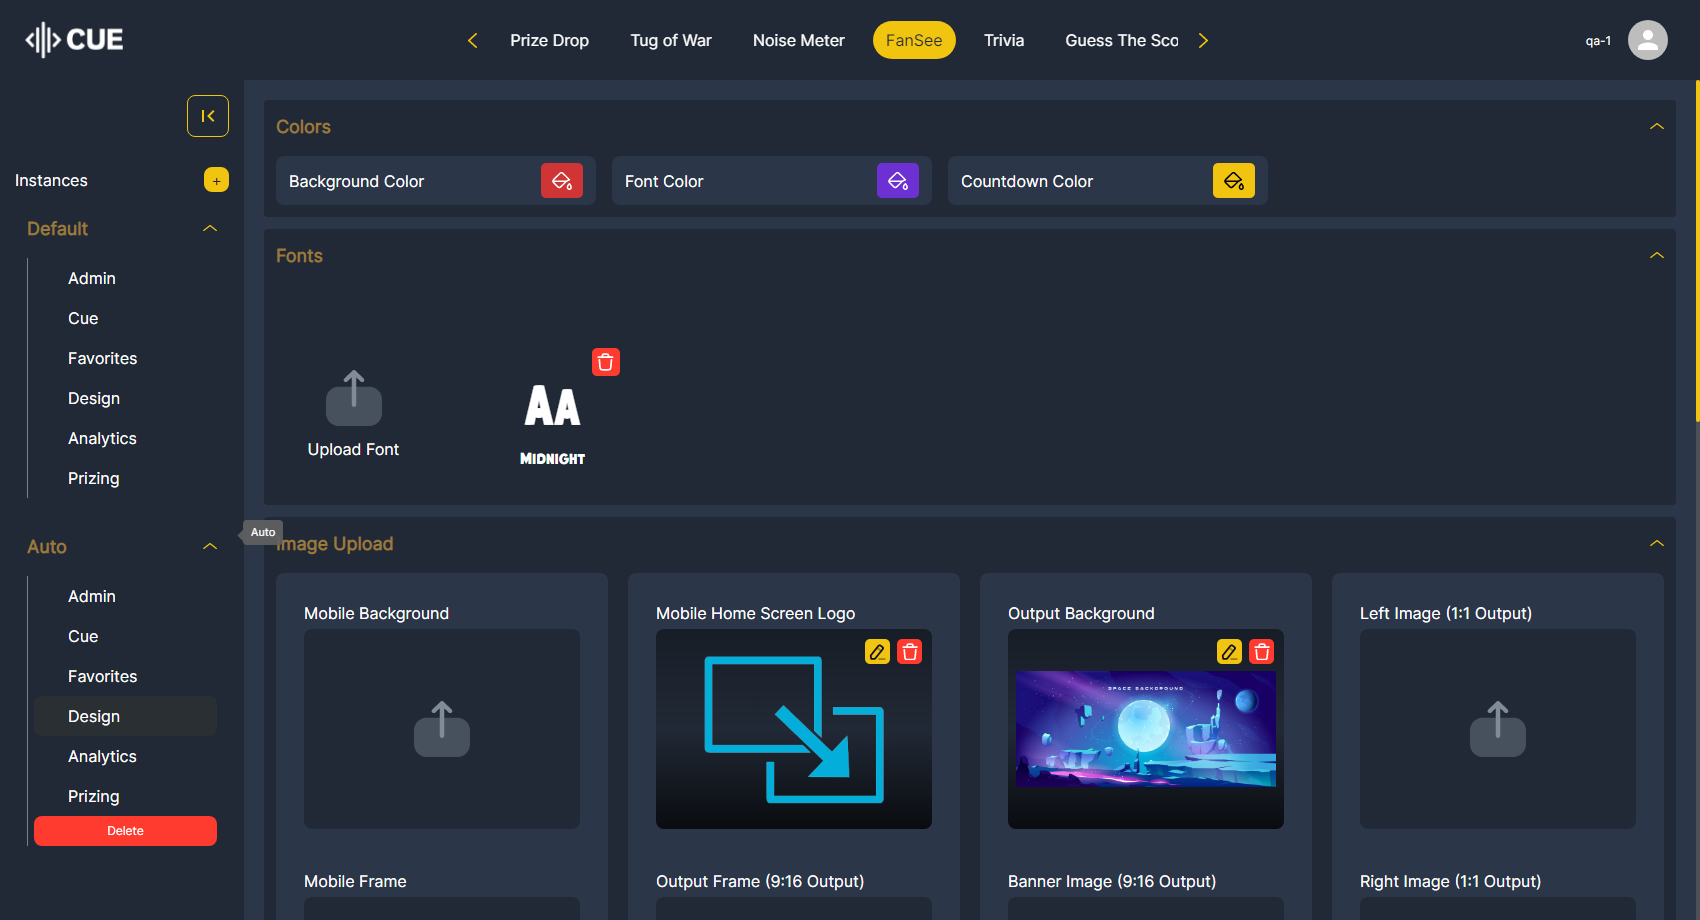 CUE
Prize Drop
Tug of War
Noise Meter
FanSee
Trivia
Guess The Sco
qa-1
Instances
+
Default
Admin
Cue
Favorites
Design
Analytics
Prizing
Auto
Admin
Cue
Favorites
Design
Analytics
Prizing
Delete
Auto
Colors
Background Color
Font Color
Countdown Color
Fonts
Upload Font
AA
MIDNIGHT
Image Upload
Mobile Background
Mobile Home Screen Logo
Output Background
SPACE BACKGROUND
Left Image (1:1 Output)
Mobile Frame
Output Frame (9:16 Output)
Banner Image (9:16 Output)
Right Image (1:1 Output)